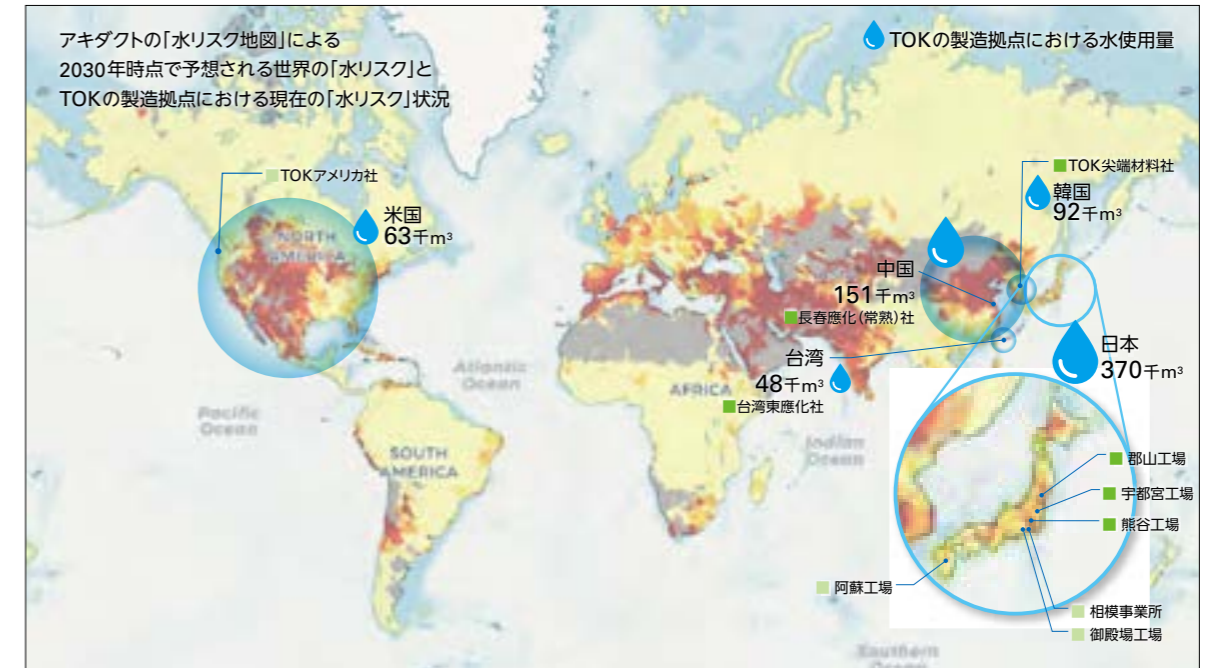 アキダクトの「水リスク地図」による
2030年時点で予想される世界の「水リスク」と
TOKの製造拠点における現在の「水リスク」状況
TOKの製造拠点における水使用量
TOKアメリカ社
米国
63千m³
NORTH
AMERICA
TOK尖端材料社
韓国
92千m³
中国
151千m³
長春應化(常熟)社
台湾
48千m³
台湾東應化社
日本
370千m³
Atlantic
Ocean
AFRICA
Pacific
Ocean
SOUTH
AMERICA
Indian
Ocean
郡山工場
宇都宮工場
熊谷工場
阿蘇工場
相模事業所
御殿場工場
Southern
Ocean